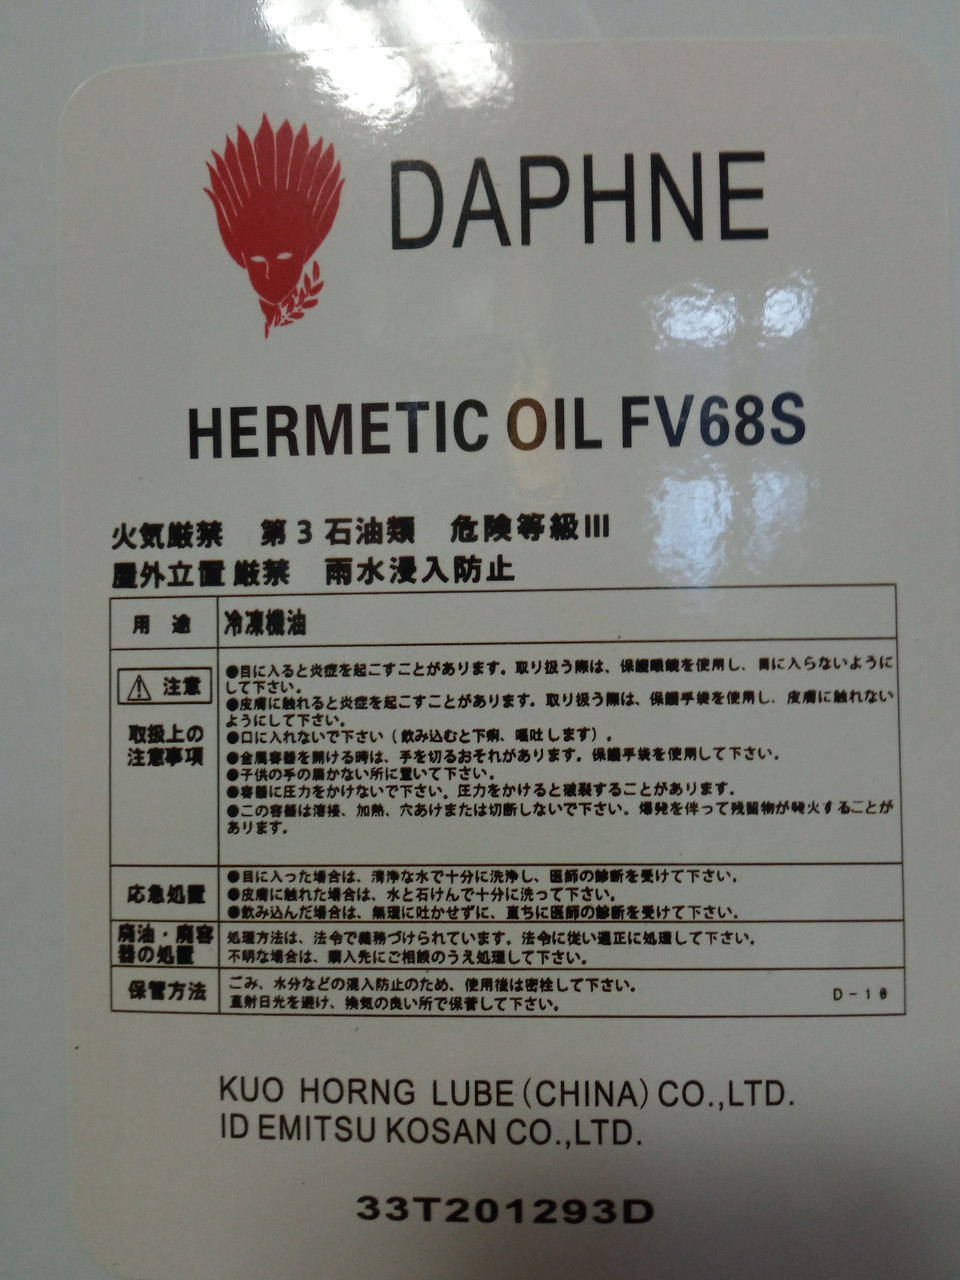 DAPHNE
HERMETIC OIL FV68S
火気厳禁　第3石油類　危険等級III
屋外立置厳禁　雨水浸入防止
用　途
冷凍機油
注意
取扱上の
注意事項
●目に入ると炎症を起こすことがあります。取り扱う際は、保護眼鏡を使用し、目に入らないように
して下さい。
●皮膚に触れると炎症を起こすことがあります。取り扱う際は、保護手袋を使用し、皮膚に触れない
ようにして下さい。
●口に入れないで下さい（飲み込むと下痢、嘔吐します）。
●金属容器を開ける時は、手を切るおそれがあります。保護手袋を使用して下さい。
●子供の手の届かない所に置いて下さい。
●容器に圧力をかけないで下さい。圧力をかけると破裂することがあります。
●この容器は溶接、加熱、穴あけまたは切断しないで下さい。爆発を伴って残留物が発火することが
あります。
応急処置
●目に入った場合は、清浄な水で十分に洗浄し、医師の診断を受けて下さい。
●皮膚に触れた場合は、水と石けんで十分に洗って下さい。
●飲み込んだ場合は、無理に吐かせずに、直ちに医師の診断を受けて下さい。
廃油・廃容
器の処置
処理方法は、法令で義務づけられています。法令に従い適正に処理して下さい。
不明な場合は、購入先にご相談のうえ処理して下さい。
保管方法
ごみ、水分などの混入防止のため、使用後は密栓して下さい。
直射日光を避け、換気の良い所で保管して下さい。
D-10
KUO HORNG LUBE(CHINA)CO.,LTD.
IDEMITSU KOSAN CO.,LTD.
33T201293D